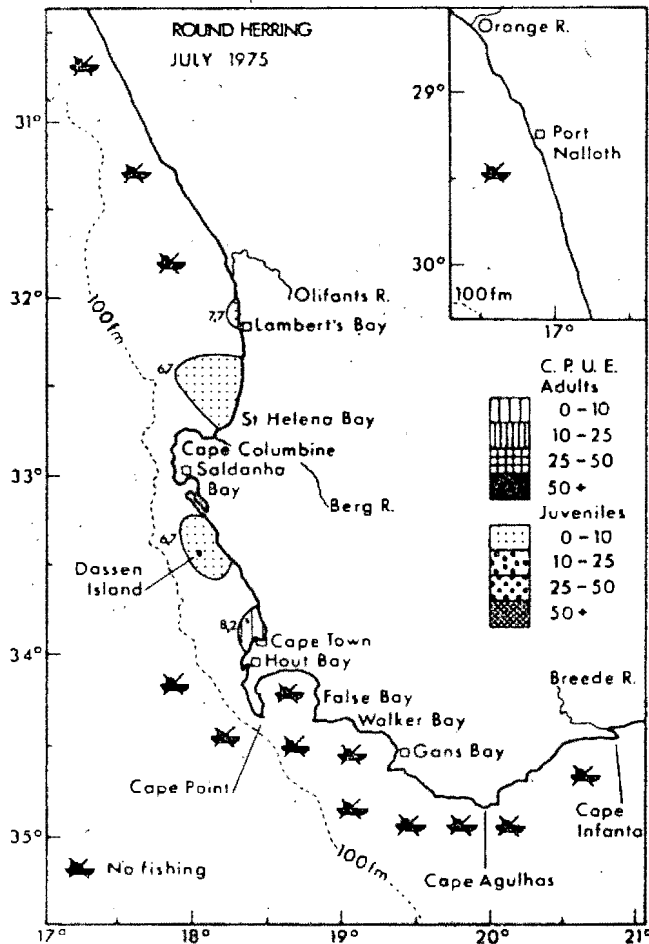 ROUND HERRING
JULY 1975
Orange R.
29°
Port
Nalloth
30°
100fm
17°
31°
32°
33°
34°
35°
100fm
Olifants R.
7,7
Lambert's Bay
6,7
St Helena Bay
Cape Columbine
Saldanha
Bay
Berg R.
6,7
Dassen
Island
8,2
Cape Town
Hout Bay
False Bay
Walker Bay
Gans Bay
Breede R.
Cape Point
Cape
Infanta
Cape Agulhas
100fm
No fishing
C. P. U. E.
Adults
0-10
10-25
25-50
50+
Juveniles
0-10
10-25
25-50
50+
17°
18°
19°
20°
21°